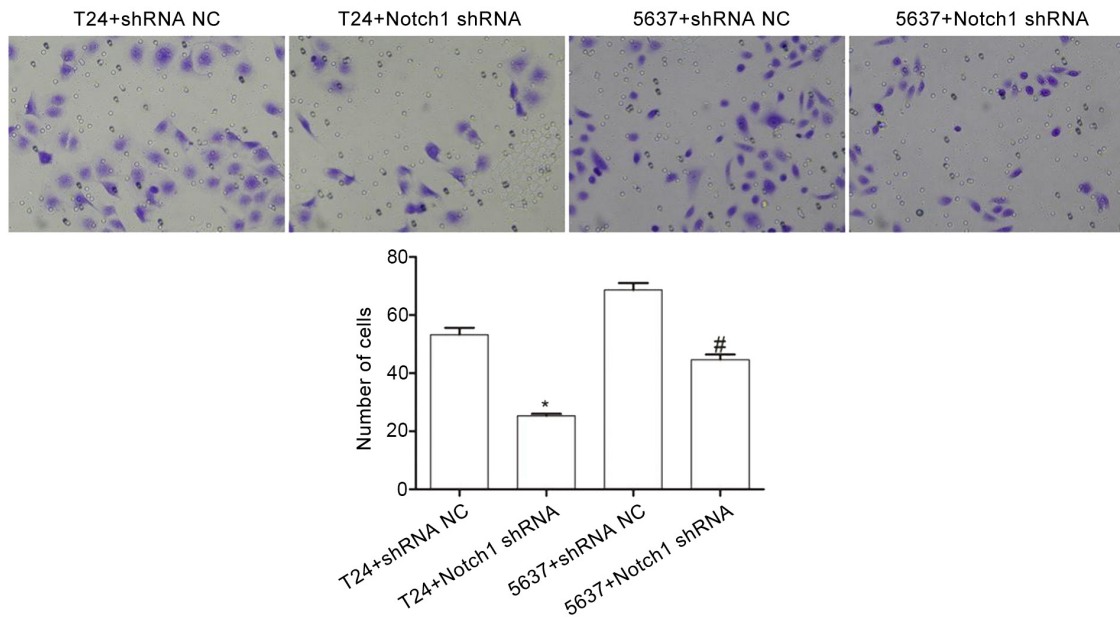 T24+shRNA NC
T24+Notch1 shRNA
5637+shRNA NC
5637+Notch1 shRNA
80
60
40
20
0
Number of cells
*
#
T24+shRNA NC
T24+Notch1 shRNA
5637+shRNA NC
5637+Notch1 shRNA